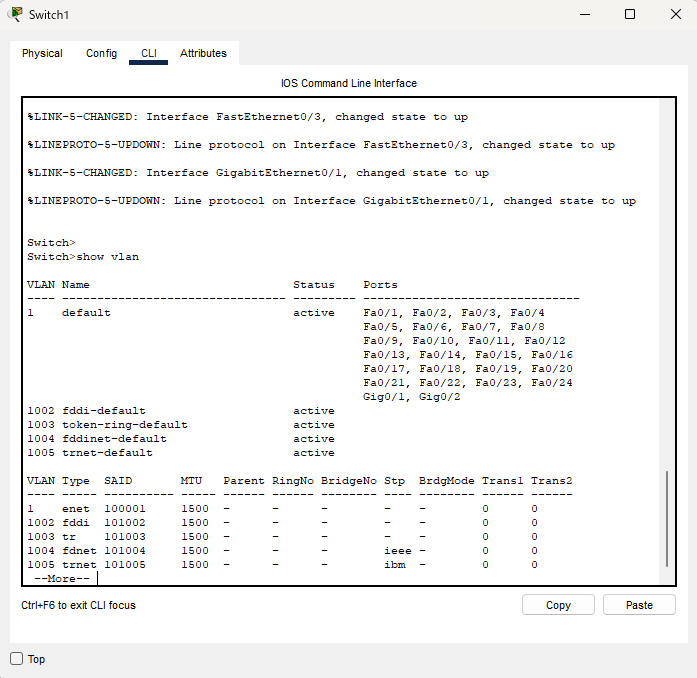 Switch1
Physical Config CLI Attributes
IOS Command Line Interface
%LINK-5-CHANGED: Interface FastEthernet0/3, changed state to up
%LINEPROTO-5-UPDOWN: Line protocol on Interface FastEthernet0/3, changed state to up
%LINK-5-CHANGED: Interface GigabitEthernet0/1, changed state to up
%LINEPROTO-5-UPDOWN: Line protocol on Interface GigabitEthernet0/1, changed state to up
Switch>
Switch>show vlan
VLAN Name                             Status    Ports
---- -------------------------------- --------- -------------------------------
1    default                          active    Fa0/1, Fa0/2, Fa0/3, Fa0/4
                                                Fa0/5, Fa0/6, Fa0/7, Fa0/8
                                                Fa0/9, Fa0/10, Fa0/11, Fa0/12
                                                Fa0/13, Fa0/14, Fa0/15, Fa0/16
                                                Fa0/17, Fa0/18, Fa0/19, Fa0/20
                                                Fa0/21, Fa0/22, Fa0/23, Fa0/24
                                                Gig0/1, Gig0/2
1002 fddi-default                     active
1003 token-ring-default               active
1004 fddinet-default                  active
1005 trnet-default                    active
VLAN Type  SAID       MTU   Parent RingNo BridgeNo Stp  BrdgMode Trans1 Trans2
---- ----- ---------- ----- ------ ------ -------- ---- -------- ------ ------
1    enet  100001     1500  -      -      -        -    -        0      0
1002 fddi  101002     1500  -      -      -        -    -        0      0
1003 tr    101003     1500  -      -      -        -    -        0      0
1004 fdnet 101004     1500  -      -      -        ieee -        0      0
1005 trnet 101005     1500  -      -      -        ibm  -        0      0
 --More--
Ctrl+F6 to exit CLI focus
Copy Paste
Top